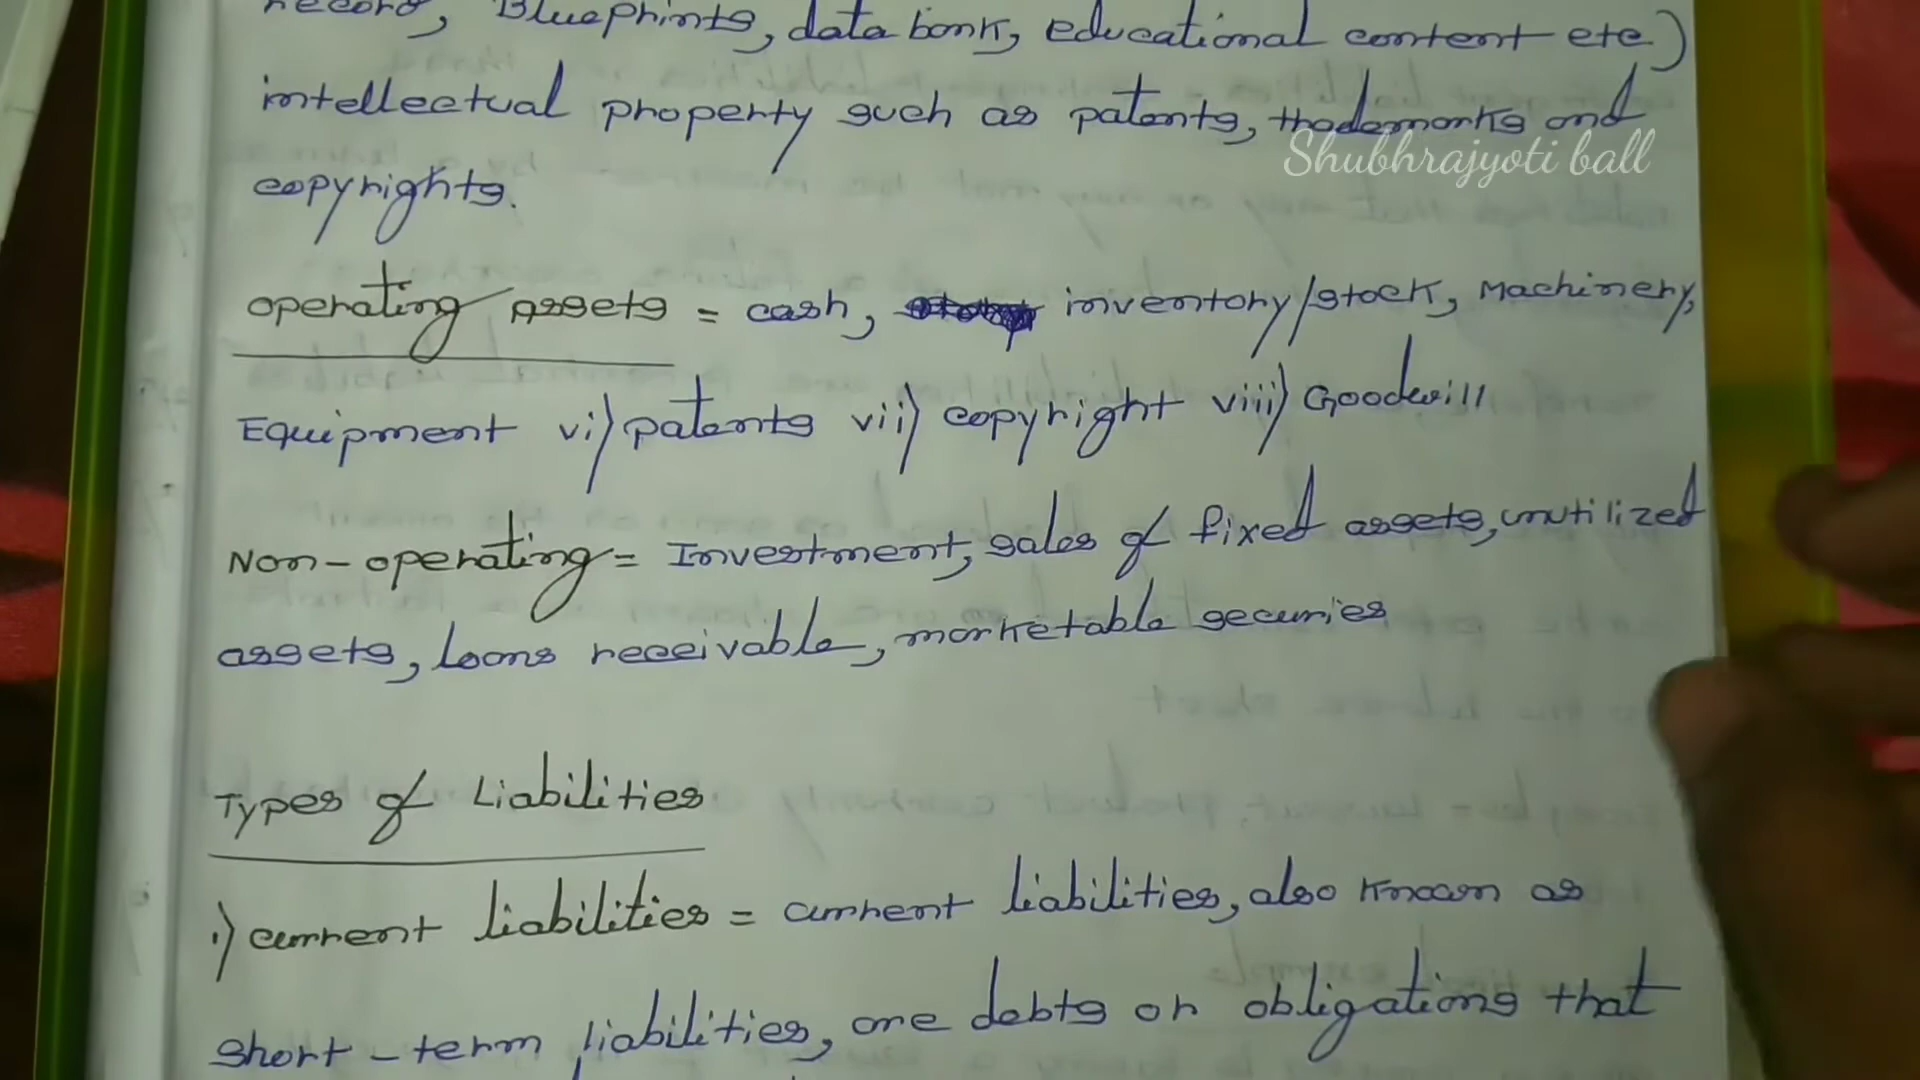 record, Blueprints, data bank, educational content etc)
intellectual property such as patents, trademarks and
Shubhrajyoti ball
copyrights.
operating Assets = cash, inventory/stock, Machinery,
Equipment vi) patents vii) copyright viii) Goodwill
Non-operating = Investment, sales of fixed assets, unutilized
assets, loans receivable, marketable securies
Types of Liabilities
i) current liabilities = current liabilities, also known as
short-term liabilities, are debts or obligations that